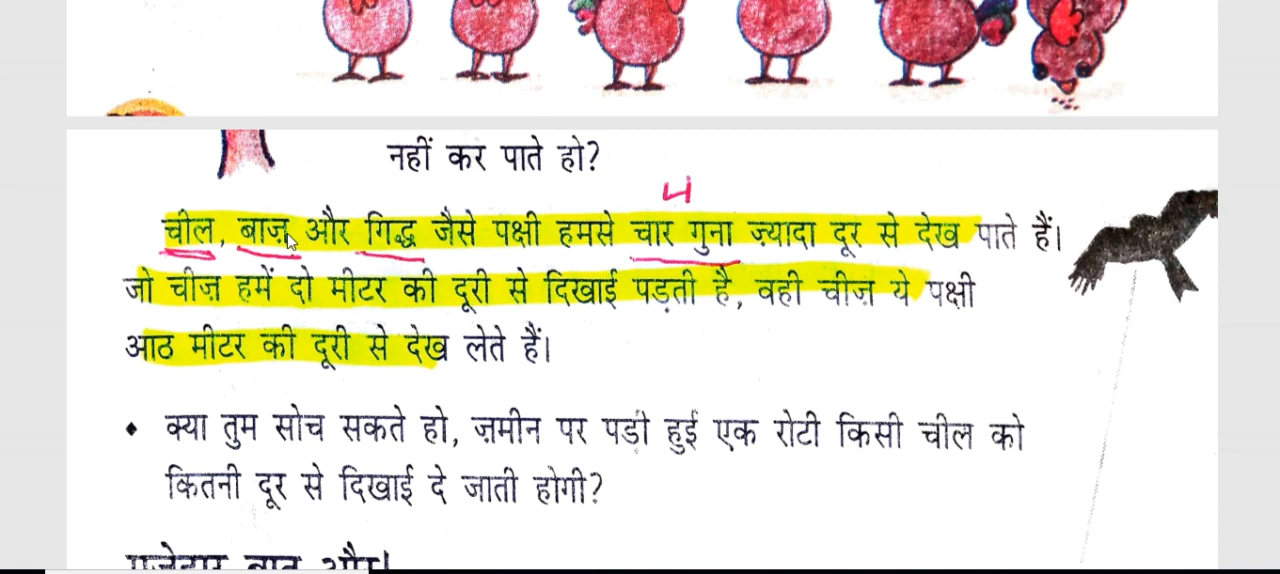 नहीं कर पाते हो?
4
चील, बाज़ और गिद्ध जैसे पक्षी हमसे चार गुना ज़्यादा दूर से देख पाते हैं।
जो चीज़ हमें दो मीटर की दूरी से दिखाई पड़ती है, वही चीज़ ये पक्षी
आठ मीटर की दूरी से देख लेते हैं।
• क्या तुम सोच सकते हो, ज़मीन पर पड़ी हुई एक रोटी किसी चील को
कितनी दूर से दिखाई दे जाती होगी?